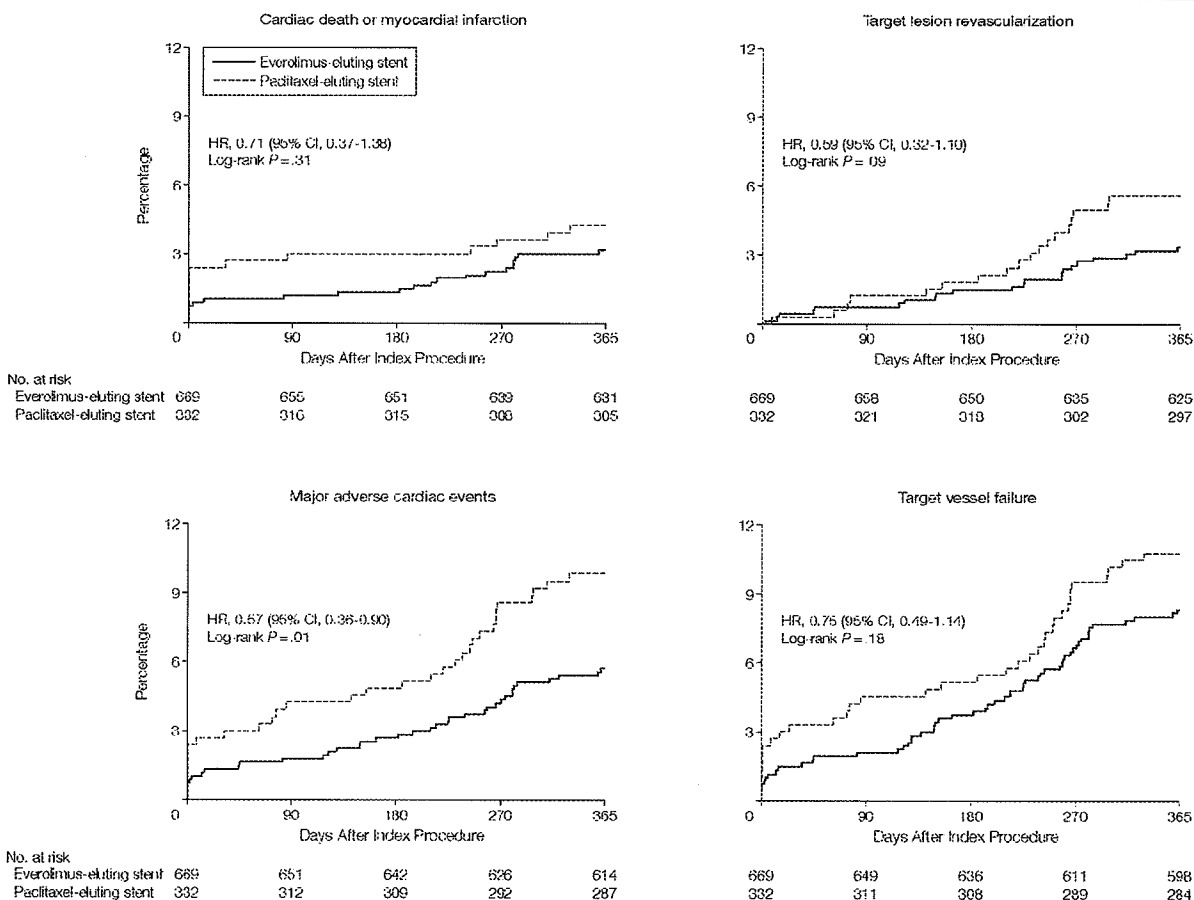 Cardiac death or myocardial infarction
12
9
6
3
0
Percentage
Everolimus-eluting stent
Paclitaxel-eluting stent
HR, 0.71 (95% CI, 0.37-1.38)
Log-rank P = .31
0 90 180 270 365
Days After Index Procedure
No. at risk
Everolimus-eluting stent 669 655 651 639 631
Paclitaxel-eluting stent 332 316 315 308 305
Target lesion revascularization
12
9
6
3
HR, 0.59 (95% CI, 0.32-1.10)
Log-rank P = .09
0 90 180 270 365
Days After Index Procedure
669 658 650 635 625
332 321 318 302 297
Major adverse cardiac events
12
9
6
3
Percentage
HR, 0.57 (95% CI, 0.36-0.90)
Log-rank P = .01
0 90 180 270 365
Days After Index Procedure
No. at risk
Everolimus-eluting stent 669 651 642 626 614
Paclitaxel-eluting stent 332 312 309 292 287
Target vessel failure
12
9
6
3
HR, 0.75 (95% CI, 0.49-1.14)
Log-rank P = .18
0 90 180 270 365
Days After Index Procedure
669 649 636 611 598
332 311 308 289 284